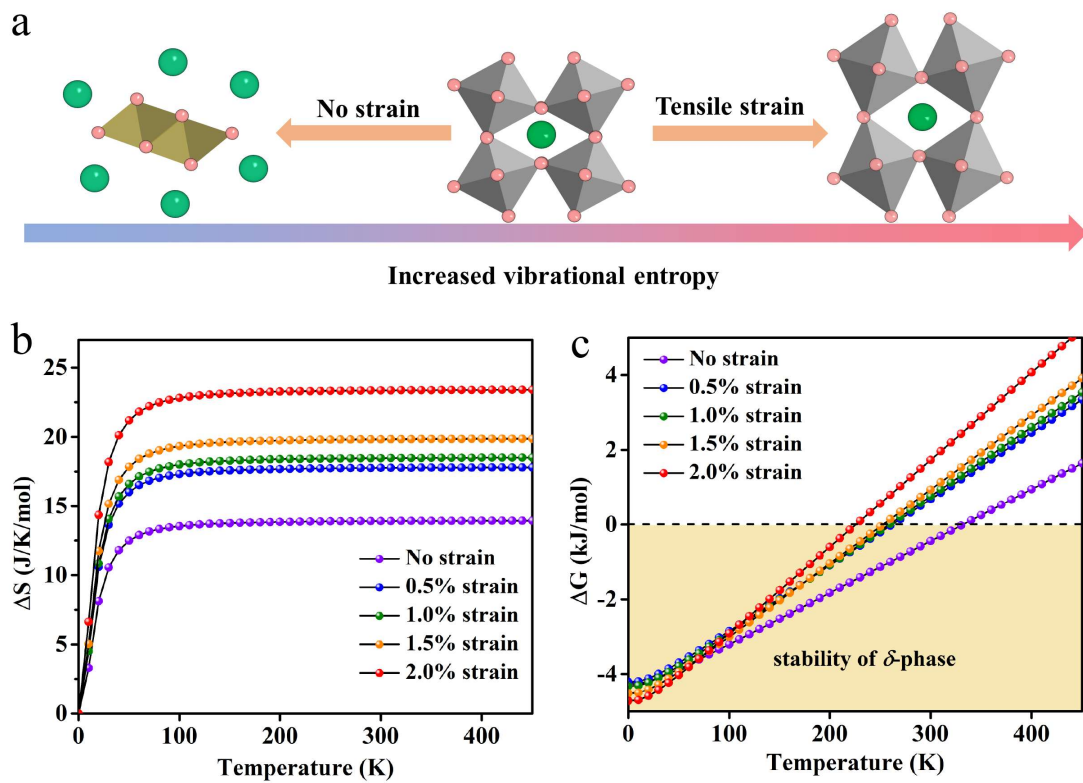 a
No strain
Tensile strain
Increased vibrational entropy
b
ΔS (J/K/mol)
25
20
15
10
5
0
0
100
200
300
400
Temperature (K)
No strain
0.5% strain
1.0% strain
1.5% strain
2.0% strain
c
ΔG (kJ/mol)
4
2
0
-2
-4
0
100
200
300
400
Temperature (K)
No strain
0.5% strain
1.0% strain
1.5% strain
2.0% strain
stability of δ-phase